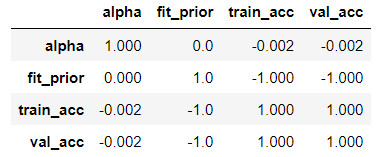 alpha fit_prior train_acc val_acc
alpha 1.000 0.0 -0.002 -0.002
fit_prior 0.000 1.0 -1.000 -1.000
train_acc -0.002 -1.0 1.000 1.000
val_acc -0.002 -1.0 1.000 1.000